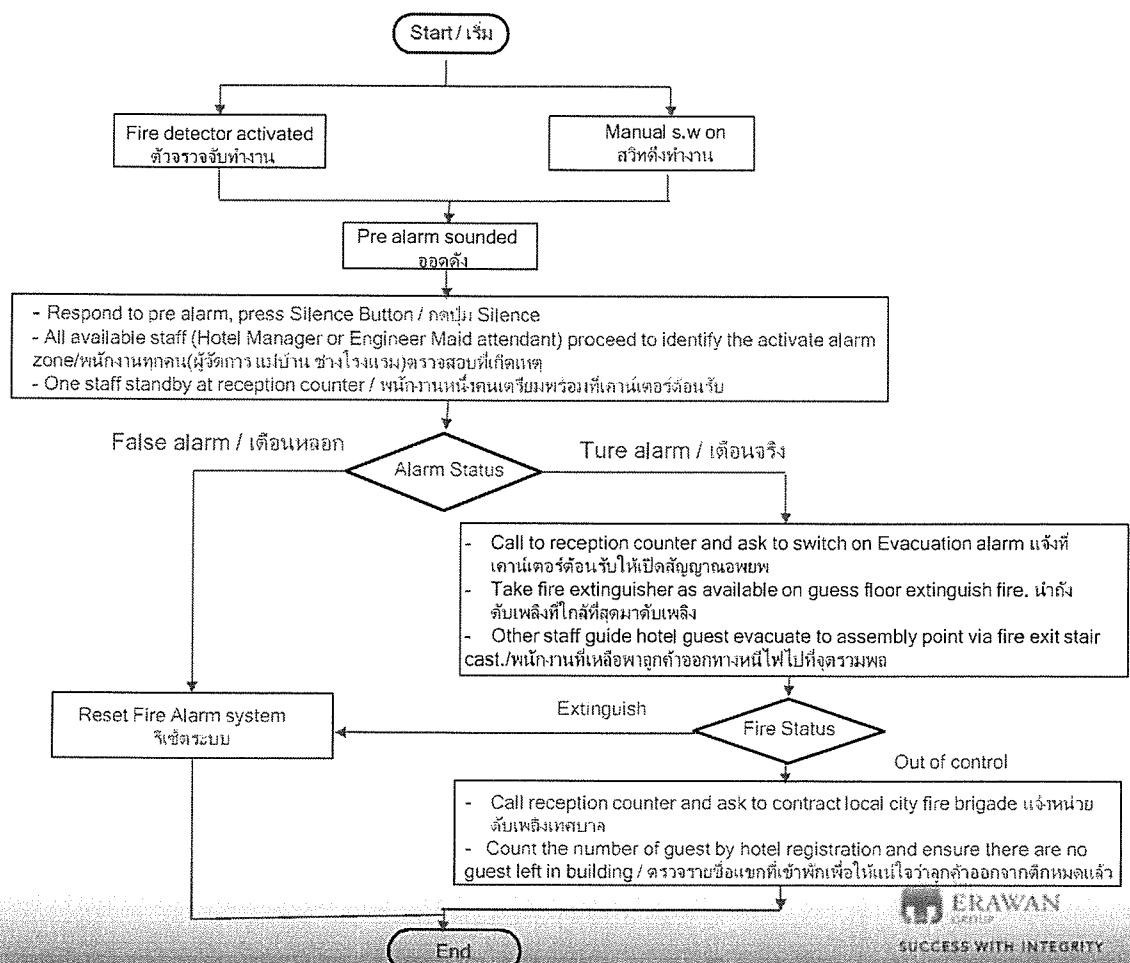 Start / เริ่ม
Fire detector activated
ตัวจรวจจับทำงาน
Manual s.w on
สวิทดึงทำงาน
Pre alarm sounded
ออดดัง
- Respond to pre alarm, press Silence Button / กดปุ่ม Silence
- All available staff (Hotel Manager or Engineer Maid attendant) proceed to identify the activate alarm
zone/พนักงานทุกคน(ผู้จัดการ แม่บ้าน ช่างโรงแรม)ตรวจสอบที่เกิดเหตุ
- One staff standby at reception counter / พนักงานหนึ่งคนเตรียมพร้อมที่เคาน์เตอร์ต้อนรับ
False alarm / เตือนหลอก
Ture alarm / เตือนจริง
Alarm Status
- Call to reception counter and ask to switch on Evacuation alarm แจ้งที่
เคาน์เตอร์ต้อนรับให้เปิดสัญญาณอพยพ
- Take fire extinguisher as available on guess floor extinguish fire. นำถัง
ดับเพลิงที่ใกล้ที่สุดมาดับเพลิง
- Other staff guide hotel guest evacuate to assembly point via fire exit stair
cast./พนักงานที่เหลือพาลูกค้าออกทางหนีไฟไปที่จุดรวมพล
Extinguish
Reset Fire Alarm system
รีเซ็ตระบบ
Fire Status
Out of control
- Call reception counter and ask to contract local city fire brigade แจ้งหน่วย
ดับเพลิงเทศบาล
- Count the number of guest by hotel registration and ensure there are no
guest left in building / ตรวจรายชื่อแขกที่เข้าพักเพื่อให้แน่ใจว่าลูกค้าออกจากตึกหมดแล้ว
ERAWAN
GROUP
SUCCESS WITH INTEGRITY
End